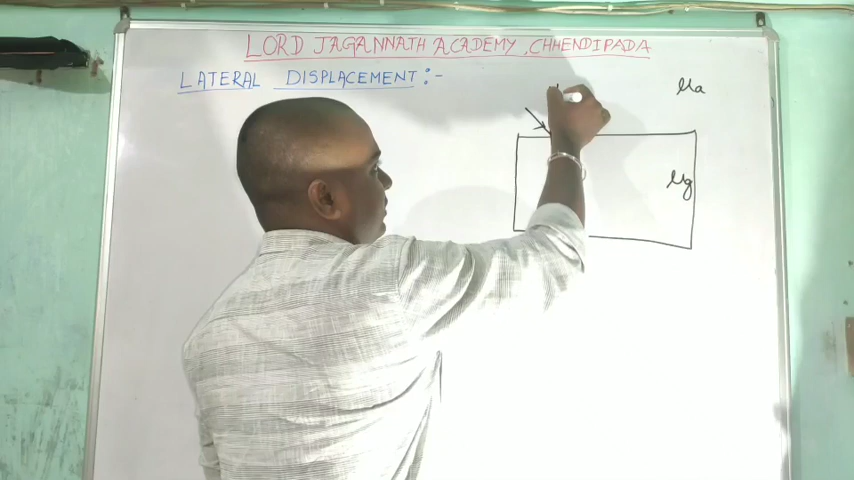 LORD JAGANNATH ACADEMY, CHHENDIPADA
LATERAL DISPLACEMENT :-
μa
μg